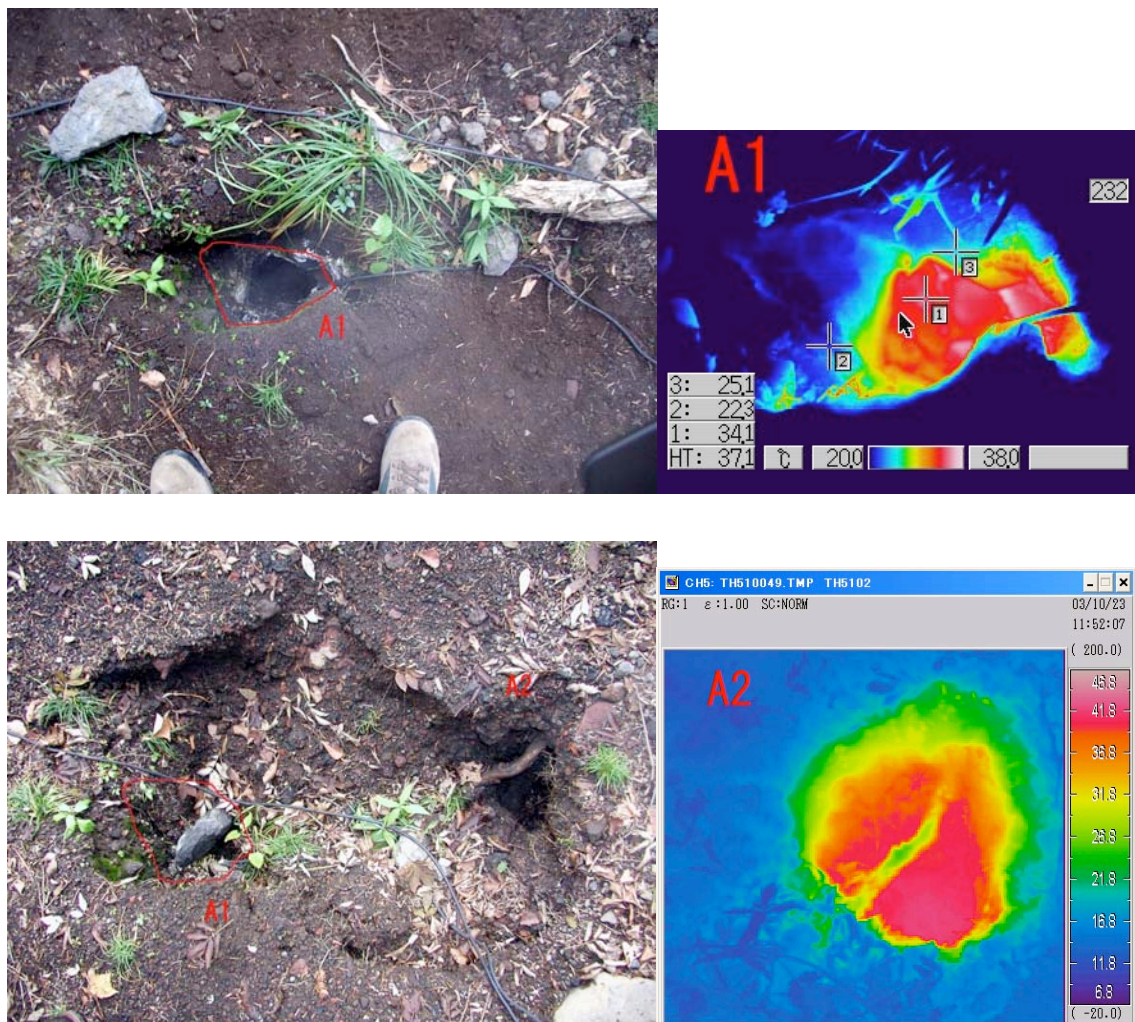 A1
A1
232
3
1
2
3: 25.1
2: 22.3
1: 34.1
HT: 37.1 ℃ 20.0 38.0
A2
A1
CH5: TH510049.TMP TH5102
RG:1 ε:1.00 SC:NORM 03/10/23
11:52:07
( 200.0)
A2
46.8
41.8
36.8
31.8
26.8
21.8
16.8
11.8
6.8
( -20.0)